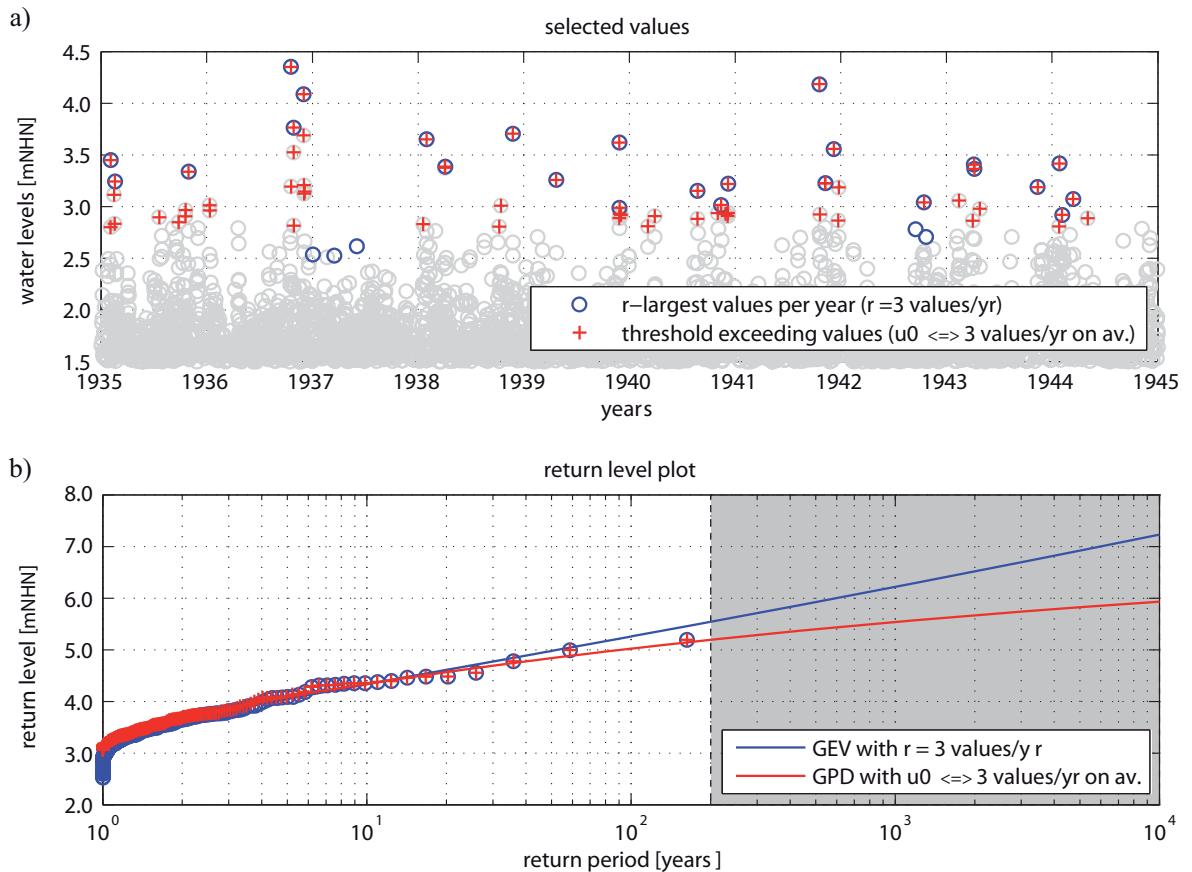 a)
selected values
4.5
4.0
3.5
3.0
2.5
2.0
1.5
water levels [mNHN]
r−largest values per year (r =3 values/yr)
threshold exceeding values (u0 <=> 3 values/yr on av.)
1935 1936 1937 1938 1939 1940 1941 1942 1943 1944 1945
years
b)
return level plot
8.0
7.0
6.0
5.0
4.0
3.0
2.0
return level [mNHN]
GEV with r = 3 values/y r
GPD with u0 <=> 3 values/yr on av.
10^0 10^1 10^2 10^3 10^4
return period [years ]